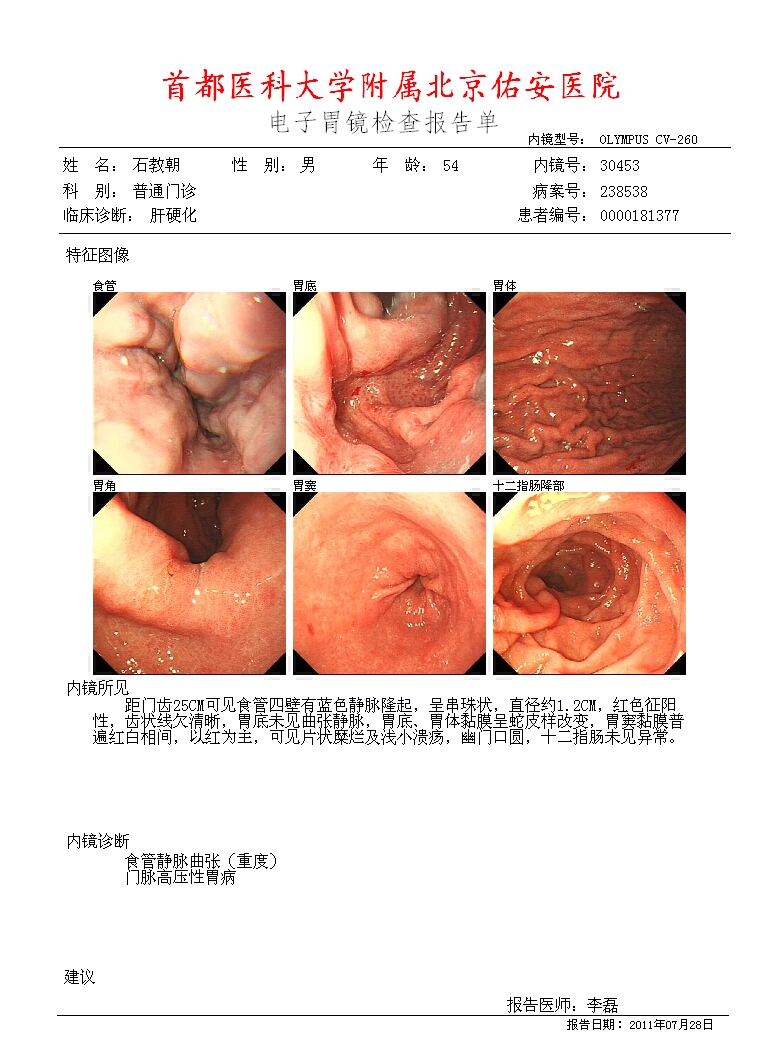 首都医科大学附属北京佑安医院
电子胃镜检查报告单
内镜型号: OLYMPUS CV-260
姓 名: 石教朝 性 别: 男 年 龄: 54 内镜号: 30453
科 别: 普通门诊 病案号: 238538
临床诊断: 肝硬化 患者编号: 0000181377
特征图像
食管 胃底 胃体
胃角 胃窦 十二指肠降部
内镜所见
距门齿25CM可见食管四壁有蓝色静脉隆起，呈串珠状，直径约1.2CM，红色征阳
性，齿状线欠清晰，胃底未见曲张静脉，胃底、胃体黏膜呈蛇皮样改变，胃窦黏膜普
遍红白相间，以红为主，可见片状糜烂及浅小溃疡，幽门口圆，十二指肠未见异常。
内镜诊断
食管静脉曲张（重度）
门脉高压性胃病
建议
报告医师: 李磊
报告日期: 2011年07月28日